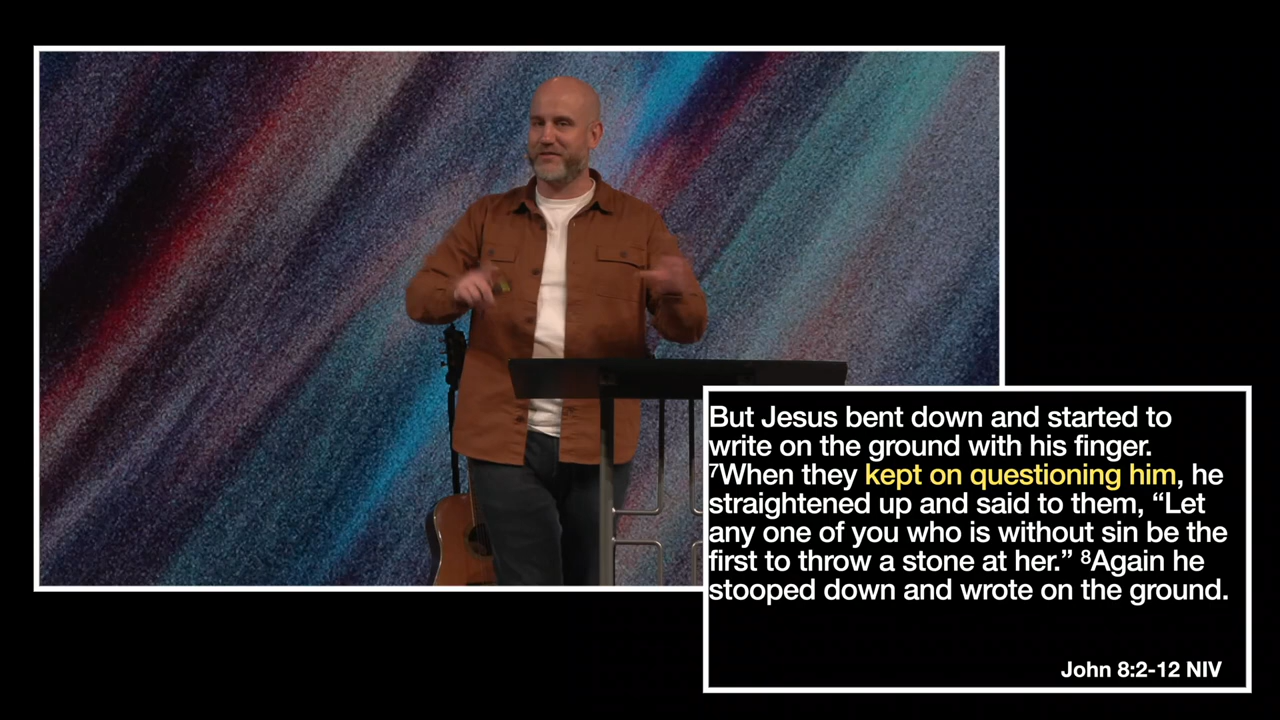 But Jesus bent down and started to
write on the ground with his finger.
⁷When they kept on questioning him, he
straightened up and said to them, “Let
any one of you who is without sin be the
first to throw a stone at her.” ⁸Again he
stooped down and wrote on the ground.
John 8:2-12 NIV